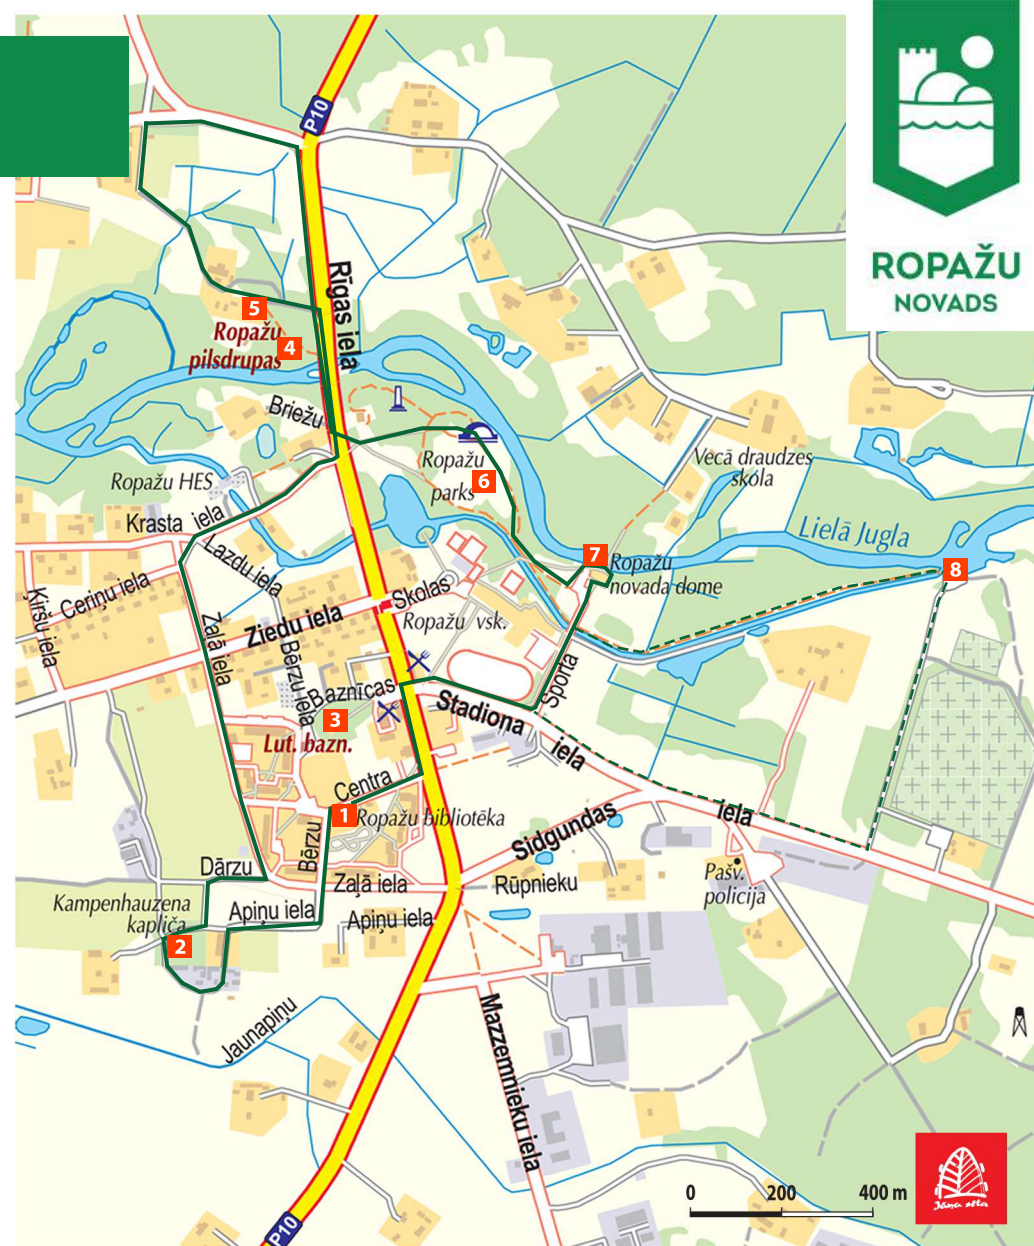 P10
ROPAŽU
NOVADS
Rīgas iela
5
Ropažu
pilsdrupas
4
Briežu
Ropažu
parks
6
Vecā draudzes
skola
Ropažu HES
Krasta iela
Lielā Jugla
Lazdu iela
7
Ropažu
novada dome
8
Ķiršu iela
Ceriņu iela
Zaļā iela
Ziedu iela
Skolas
Ropažu vsk.
Bērzu iela
Baznīcas
3
Lut. bazn.
Stadiona
iela
Sporta
Centra
1
Ropažu bibliotēka
Bērzu
Sidgundas
iela
Dārzu
Zaļā iela
Rūpnieku
Pašv.
policija
Kampenhauzena
kapliča
2
Apiņu iela
Apiņu iela
Jaunapiņu
Mazzemnieku iela
P10
0 200 400 m
Jāņa sēta